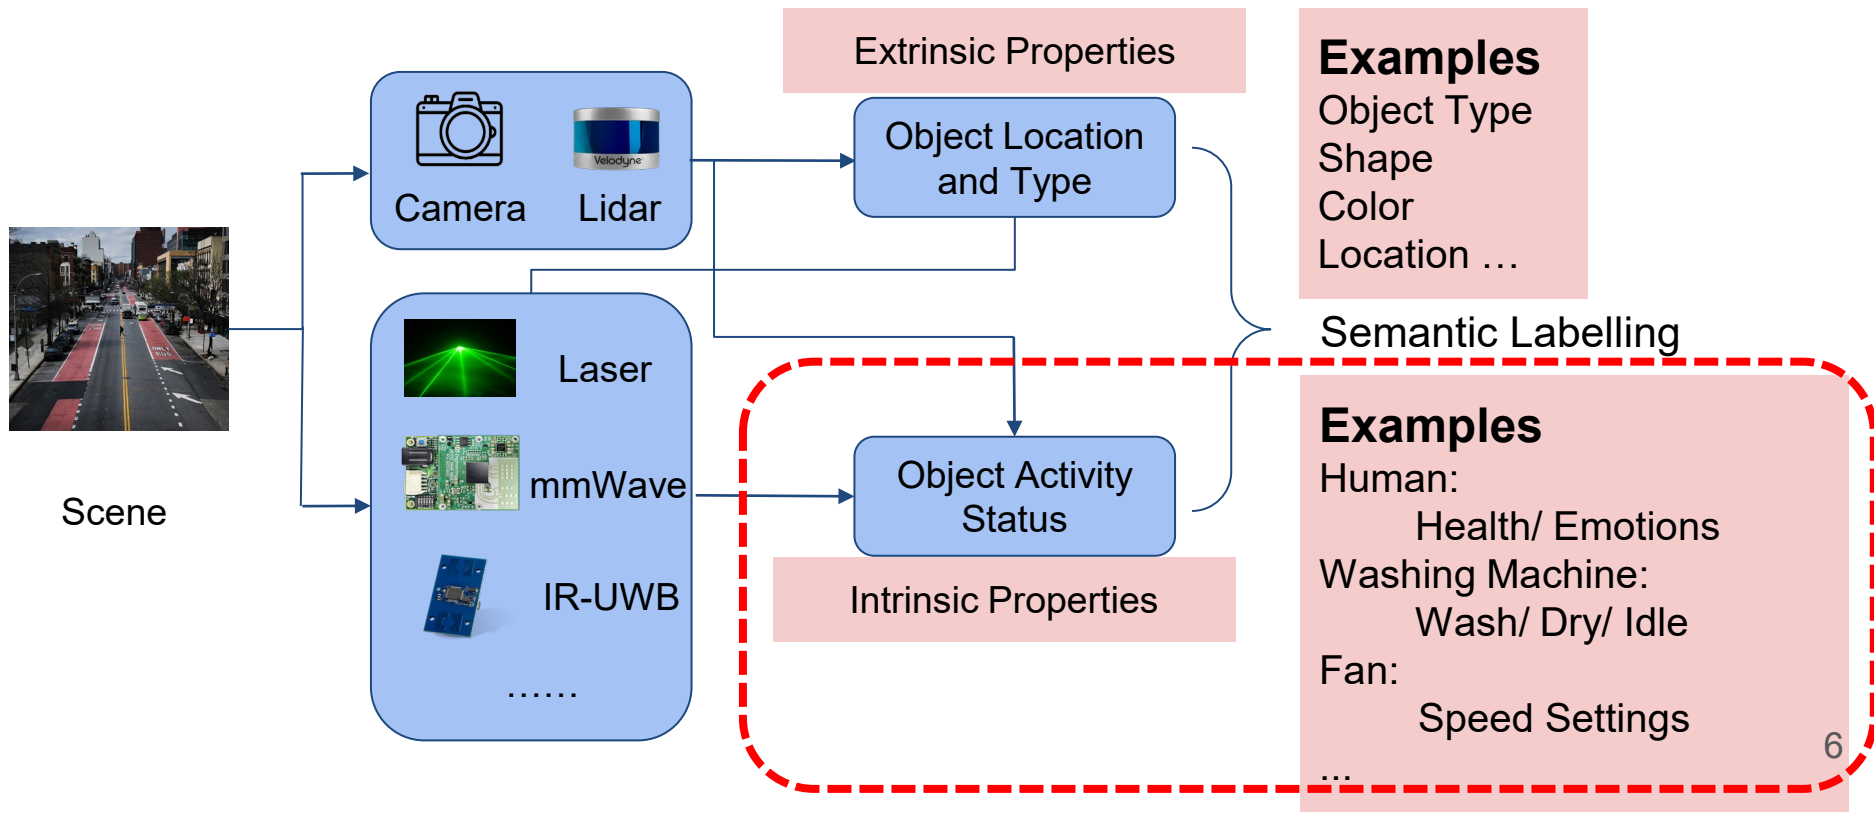 Extrinsic Properties
Examples
Object Type
Shape
Color
Location …
Camera
Velodyne
Lidar
Object Location
and Type
Scene
ONLY
BUS
Laser
mmWave
IR-UWB
......
Semantic Labelling
Object Activity
Status
Intrinsic Properties
Examples
Human:
Health/ Emotions
Washing Machine:
Wash/ Dry/ Idle
Fan:
Speed Settings
...
6